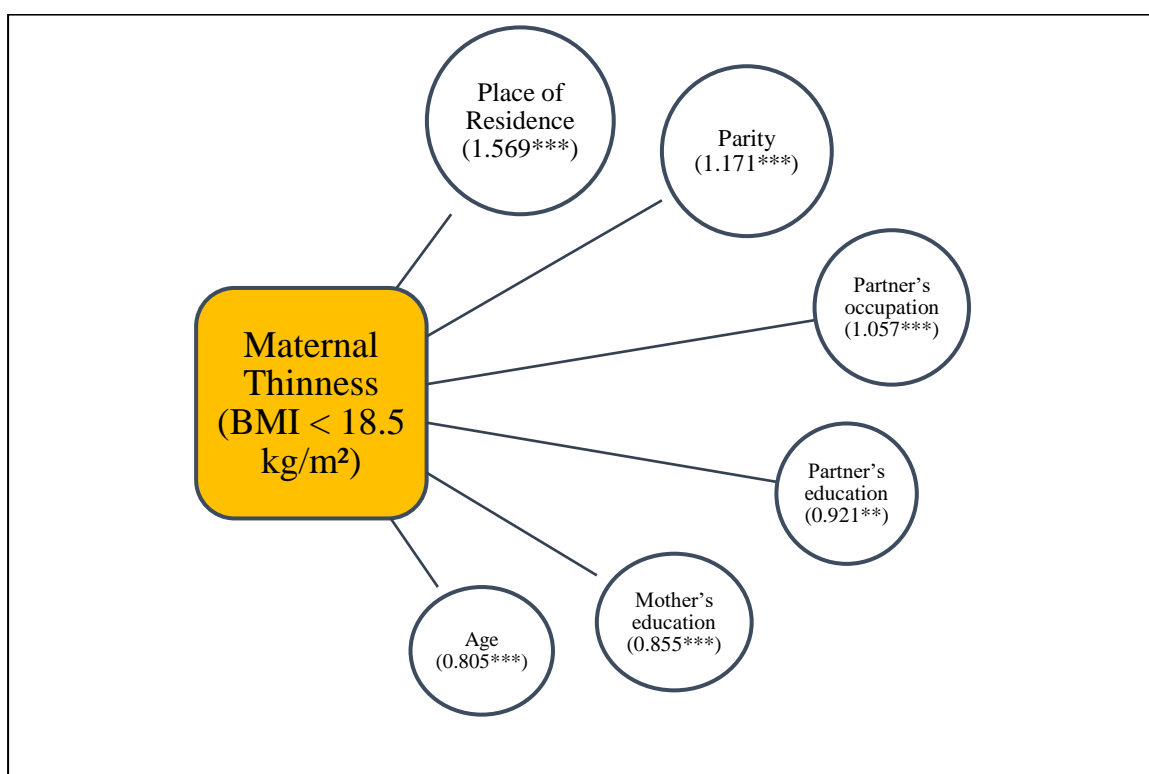 Place of
Residence
(1.569***)
Parity
(1.171***)
Partner’s
occupation
(1.057***)
Maternal
Thinness
(BMI < 18.5
kg/m²)
Partner’s
education
(0.921**)
Mother’s
education
(0.855***)
Age
(0.805***)